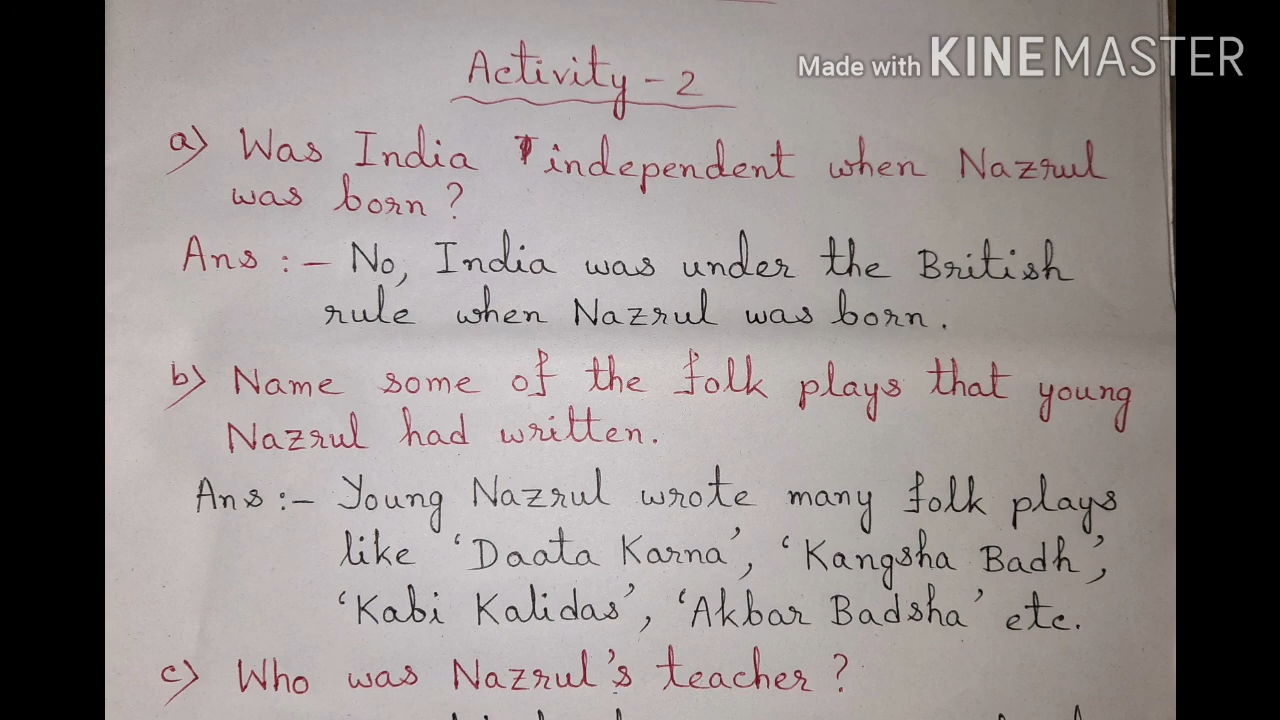 Made with KINEMASTER
Activity - 2
a) Was India independent when Nazrul
was born?
Ans :- No, India was under the British
rule when Nazrul was born.
b) Name some of the folk plays that young
Nazrul had written.
Ans :- Young Nazrul wrote many folk plays
like 'Daata Karna', 'Kangsha Badh',
'Kabi Kalidas', 'Akbar Badsha' etc.
c) Who was Nazrul's teacher?